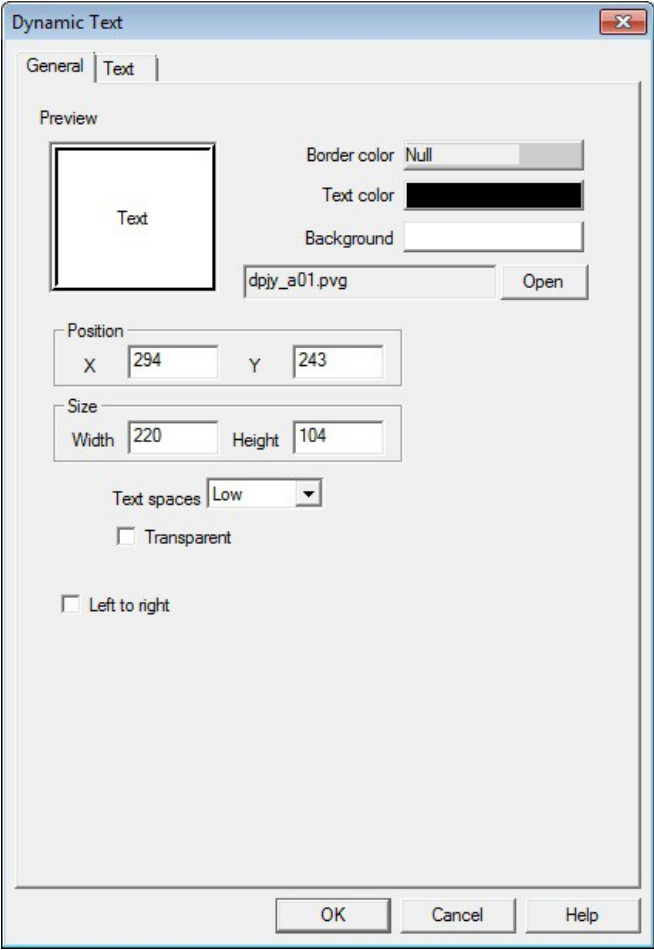 Dynamic Text
General Text
Preview
Text
Border color Null
Text color
Background
dpjy_a01.pvg Open
Position
X 294 Y 243
Size
Width 220 Height 104
Text spaces Low
Transparent
Left to right
OK Cancel Help